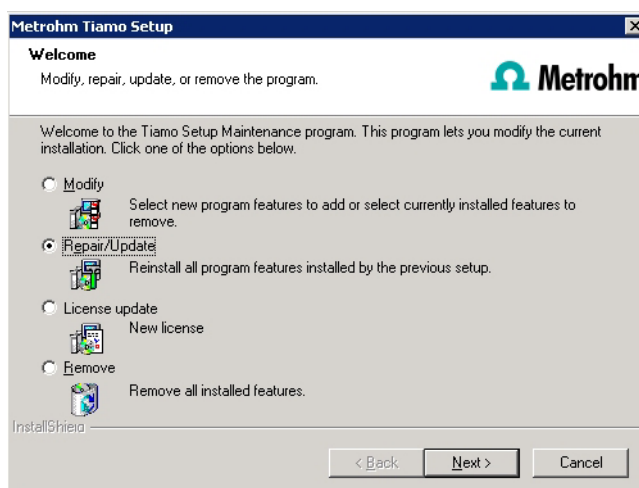 Metrohm Tiamo Setup
Welcome
Modify, repair, update, or remove the program.
Metrohm
Welcome to the Tiamo Setup Maintenance program. This program lets you modify the current
installation. Click one of the options below.
Modify
Select new program features to add or select currently installed features to
remove.
Repair/Update
Reinstall all program features installed by the previous setup.
License update
New license
Remove
Remove all installed features.
InstallShield
< Back
Next >
Cancel